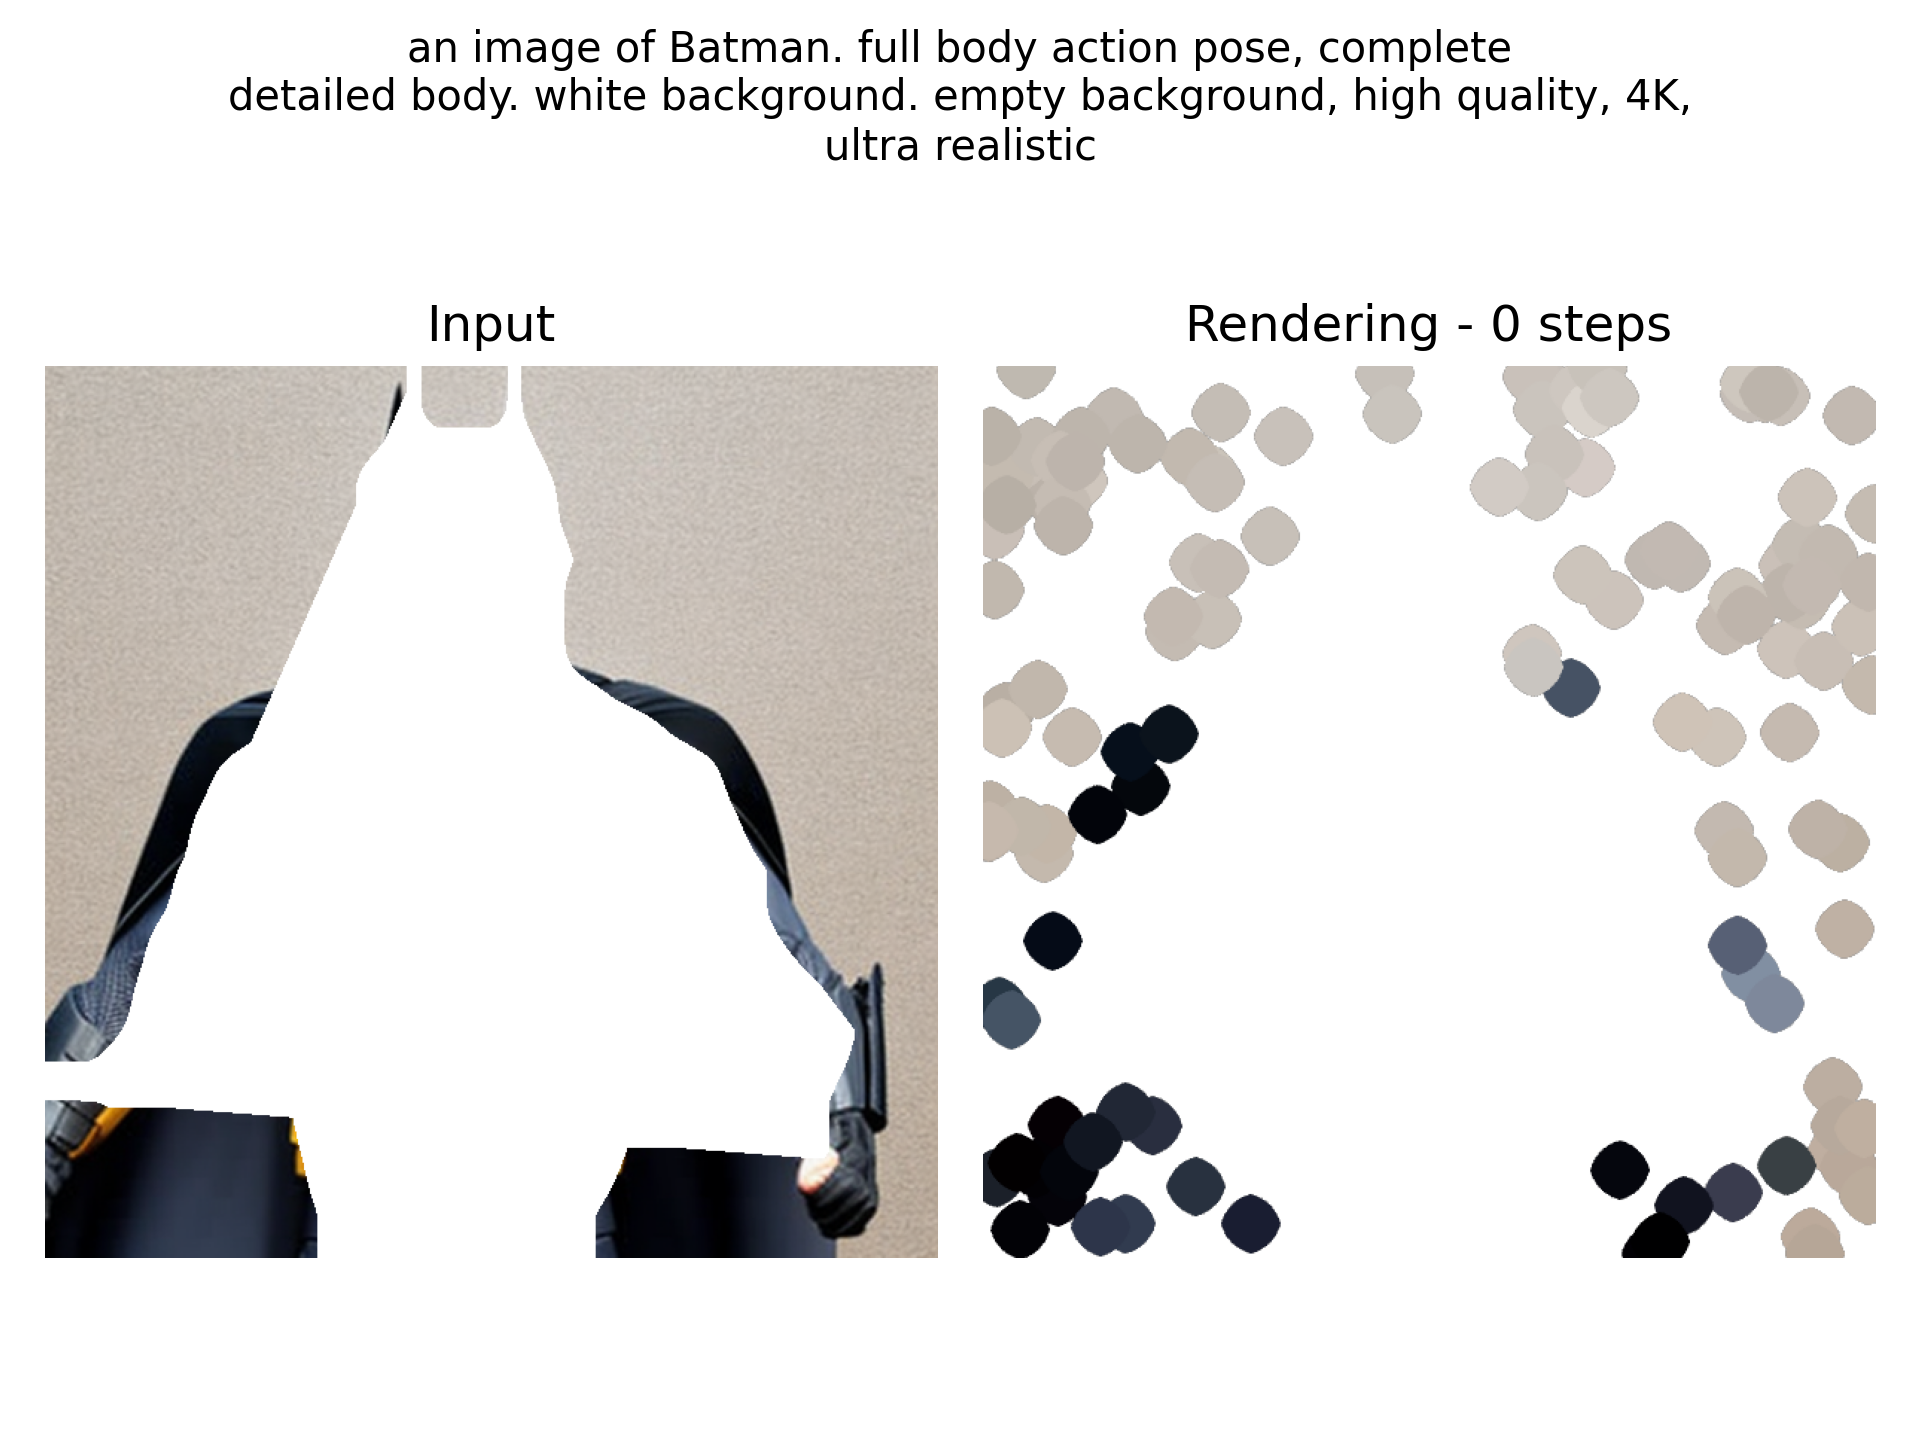 an image of Batman. full body action pose, complete
detailed body. white background. empty background, high quality, 4K,
ultra realistic
Input
Rendering - 0 steps